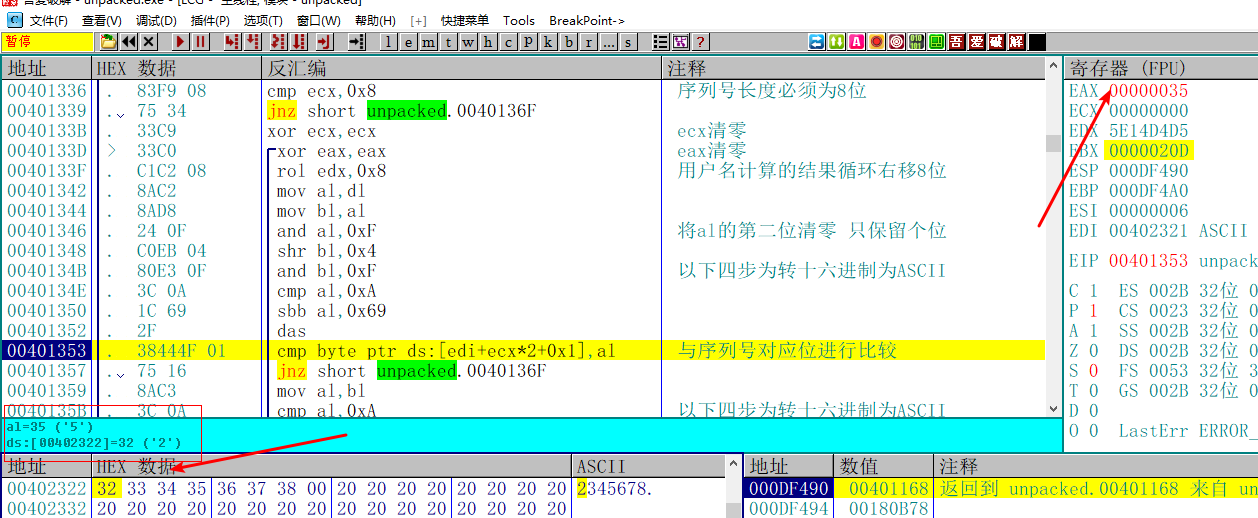 吾爱破解 - unpacked.exe - [LCG - 主线程, 模块 - unpacked]
C 文件(F) 查看(V) 调试(D) 插件(P) 选项(T) 窗口(W) 帮助(H) [+] 快捷菜单 Tools BreakPoint->
暂停 l e m t w h c p k b r ... s ? 吾 爱 破 解
地址 HEX 数据 反汇编 注释 寄存器 (FPU)
00401336 . 83F9 08 cmp ecx,0x8 序列号长度必须为8位 EAX 00000035
00401339 .. 75 34 jnz short unpacked.0040136F ECX 00000000
0040133B . 33C9 xor ecx,ecx ecx清零 EDX 5E14D4D5
0040133D > 33C0 xor eax,eax eax清零 EBX 0000020D
0040133F . C1C2 08 rol edx,0x8 用户名计算的结果循环右移8位 ESP 000DF490
00401342 . 8AC2 mov al,dl EBP 000DF4A0
00401344 . 8AD8 mov bl,al ESI 00000006
00401346 . 24 0F and al,0xF 将al的第二位清零 只保留个位 EDI 00402321 ASCII
00401348 . C0EB 04 shr bl,0x4
0040134B . 80E3 0F and bl,0xF 以下四步为转十六进制为ASCII EIP 00401353 unpack
0040134E . 3C 0A cmp al,0xA C 1 ES 002B 32位 0
00401350 . 1C 69 sbb al,0x69 P 1 CS 0023 32位 0
00401352 . 2F das A 1 SS 002B 32位 0
00401353 . 38444F 01 cmp byte ptr ds:[edi+ecx*2+0x1],al 与序列号对应位进行比较 Z 0 DS 002B 32位 0
00401357 .. 75 16 jnz short unpacked.0040136F S 0 FS 0053 32位 3
00401359 . 8AC3 mov al,bl T 0 GS 002B 32位 0
0040135B . 3C 0A cmp al,0xA 以下四步为转十六进制为ASCII D 0
al=35 ('5')
ds:[00402322]=32 ('2') O 0 LastErr ERROR_
地址 HEX 数据 ASCII 地址 数值 注释
00402322 32 33 34 35 36 37 38 00 20 20 20 20 20 20 20 20 2345678. 000DF490 00401168 返回到 unpacked.00401168 来自 un
00402332 20 20 20 20 20 20 20 20 20 20 20 20 20 20 20 20 000DF494 00180B78